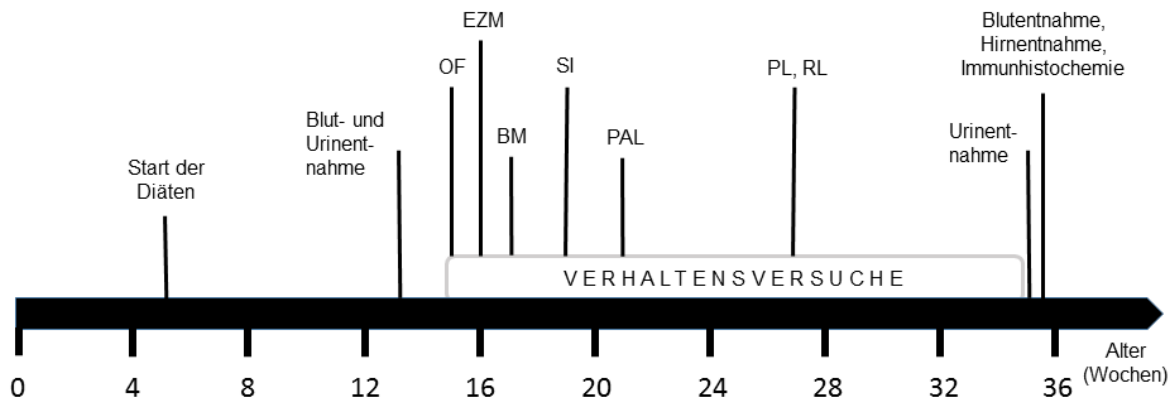 EZM
Blutentnahme,
Hirnentnahme,
Immunhistochemie
OF
SI
PL, RL
Blut- und
Urinent-
nahme
BM
PAL
Urinent-
nahme
Start der
Diäten
VERHALTENSVERSUCHE
0 4 8 12 16 20 24 28 32 36
Alter
(Wochen)